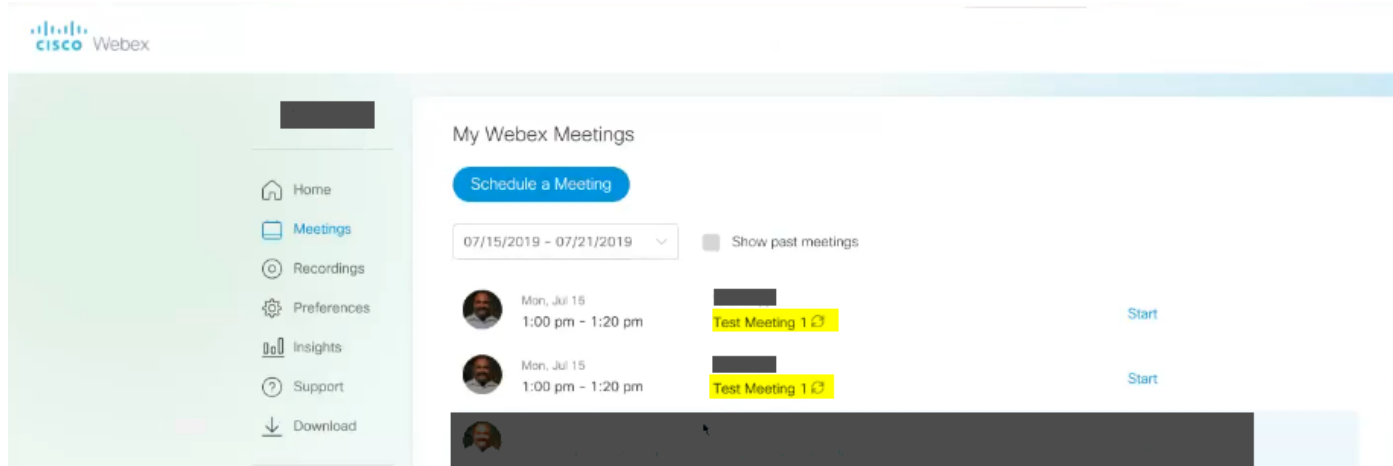 CISCO Webex
My Webex Meetings
Schedule a Meeting
Home
Meetings
Recordings
Preferences
Insights
Support
Download
07/15/2019 - 07/21/2019
Show past meetings
Mon, Jul 15
1:00 pm - 1:20 pm
Test Meeting 1
Start
Mon, Jul 15
1:00 pm - 1:20 pm
Test Meeting 1
Start